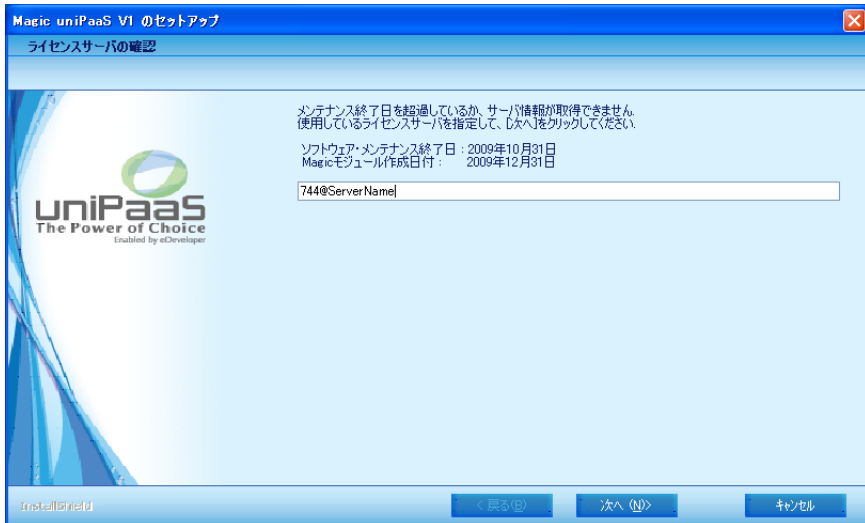 Magic uniPaaS V1 のセットアップ
ライセンスサーバの確認
メンテナンス終了日を超過しているか、サーバ情報が取得できません.
使用しているライセンスサーバを指定して、[次へ]をクリックしてください.
ソフトウェア・メンテナンス終了日：2009年10月31日
Magicモジュール作成日付： 2009年12月31日
744@ServerName
uniPaaS
The Power of Choice
Enabled by eDeveloper
InstallShield
< 戻る(B)
次へ (N)>
キャンセル